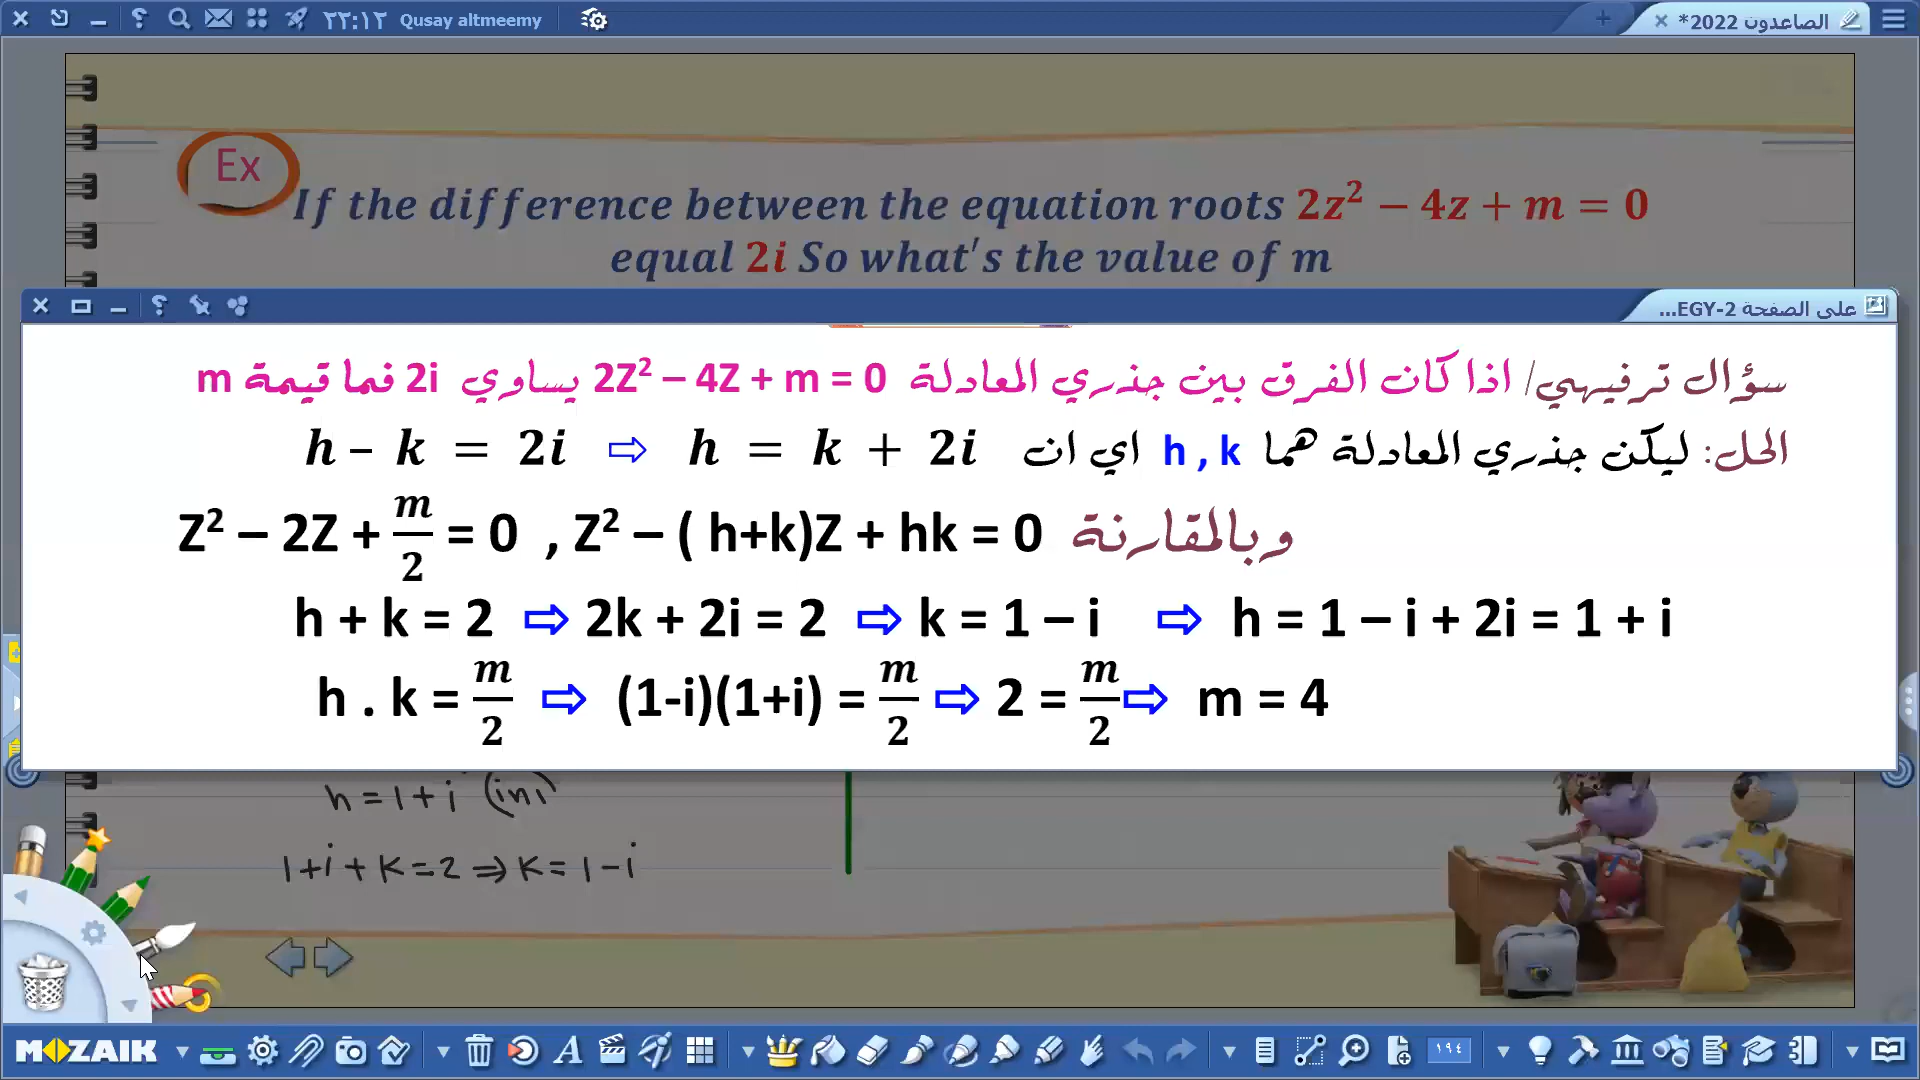 ٢٢:١٢ Qusay altmeemy
الصاعدون 2022*
Ex
If the difference between the equation roots 2z² − 4z + m = 0
equal 2i So what's the value of m
على الصفحة EGY-2...
سؤال ترفيهي/ اذا كان الفرق بين جذري المعادلة 2Z² – 4Z + m = 0 يساوي 2i فما قيمة m
الحل: ليكن جذري المعادلة هما h , k اي ان h = k + 2i ⇨ h – k = 2i
Z² – 2Z + m/2 = 0 , Z² – ( h+k)Z + hk = 0 وبالمقارنة
h + k = 2 ⇨ 2k + 2i = 2 ⇨ k = 1 – i ⇨ h = 1 – i + 2i = 1 + i
h . k = m/2 ⇨ (1-i)(1+i) = m/2 ⇨ 2 = m/2 ⇨ m = 4
h = 1 + i
1 + i + k = 2 ⇒ k = 1 − i
MOZAIK
١٩٤